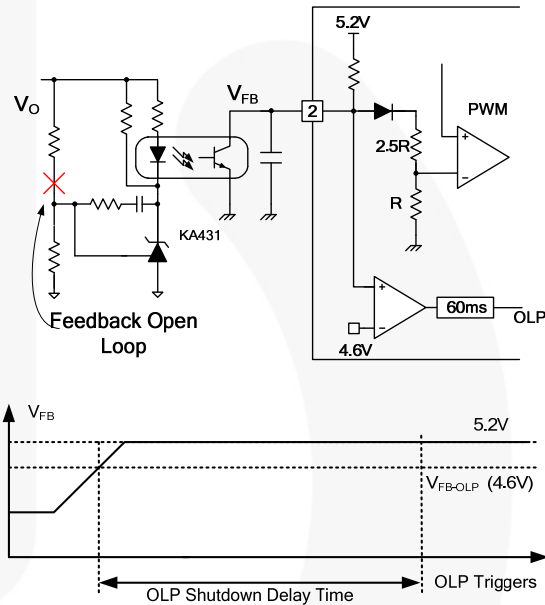 5.2V
VO
VFB
2
PWM
2.5R
R
KA431
Feedback Open
Loop
60ms
OLP
4.6V
VFB
5.2V
VFB-OLP (4.6V)
OLP Shutdown Delay Time
OLP Triggers